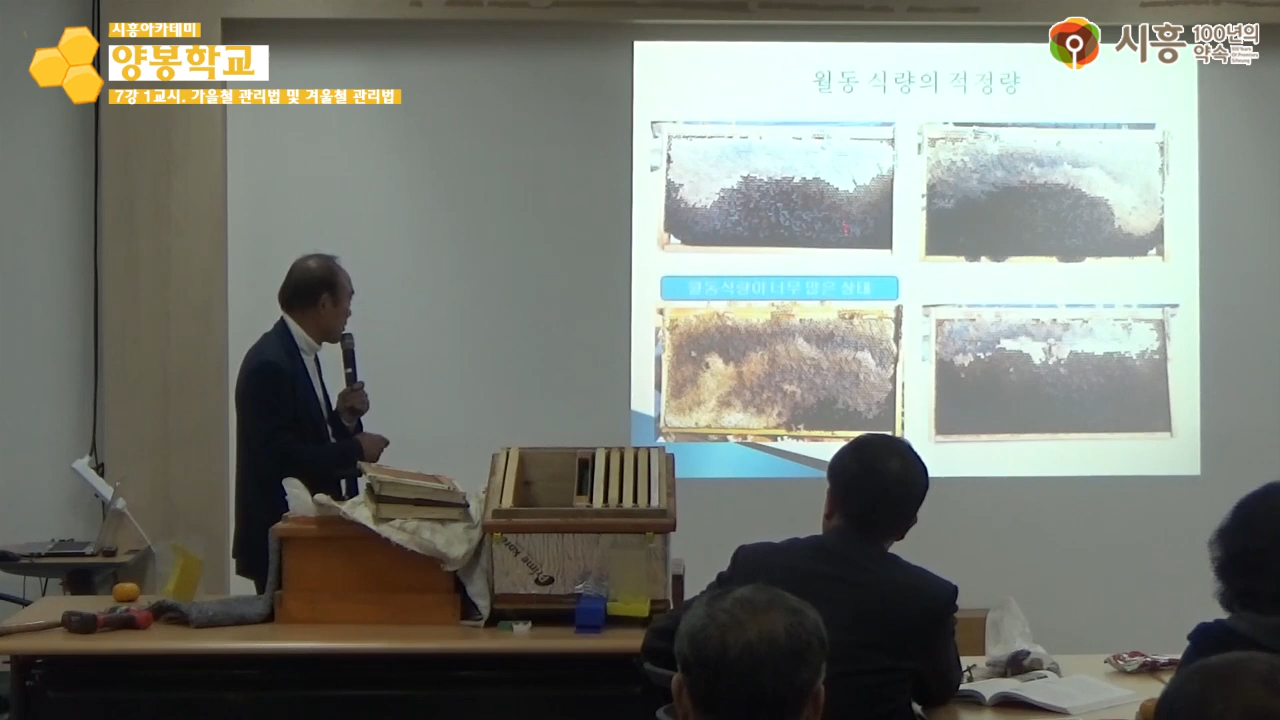 시흥아카데미
양봉학교
7강 1교시. 가을철 관리법 및 겨울철 관리법
시흥 100년의 약속
월동 식량의 적정량
월동식량이 너무 많은 상태
Prime kore